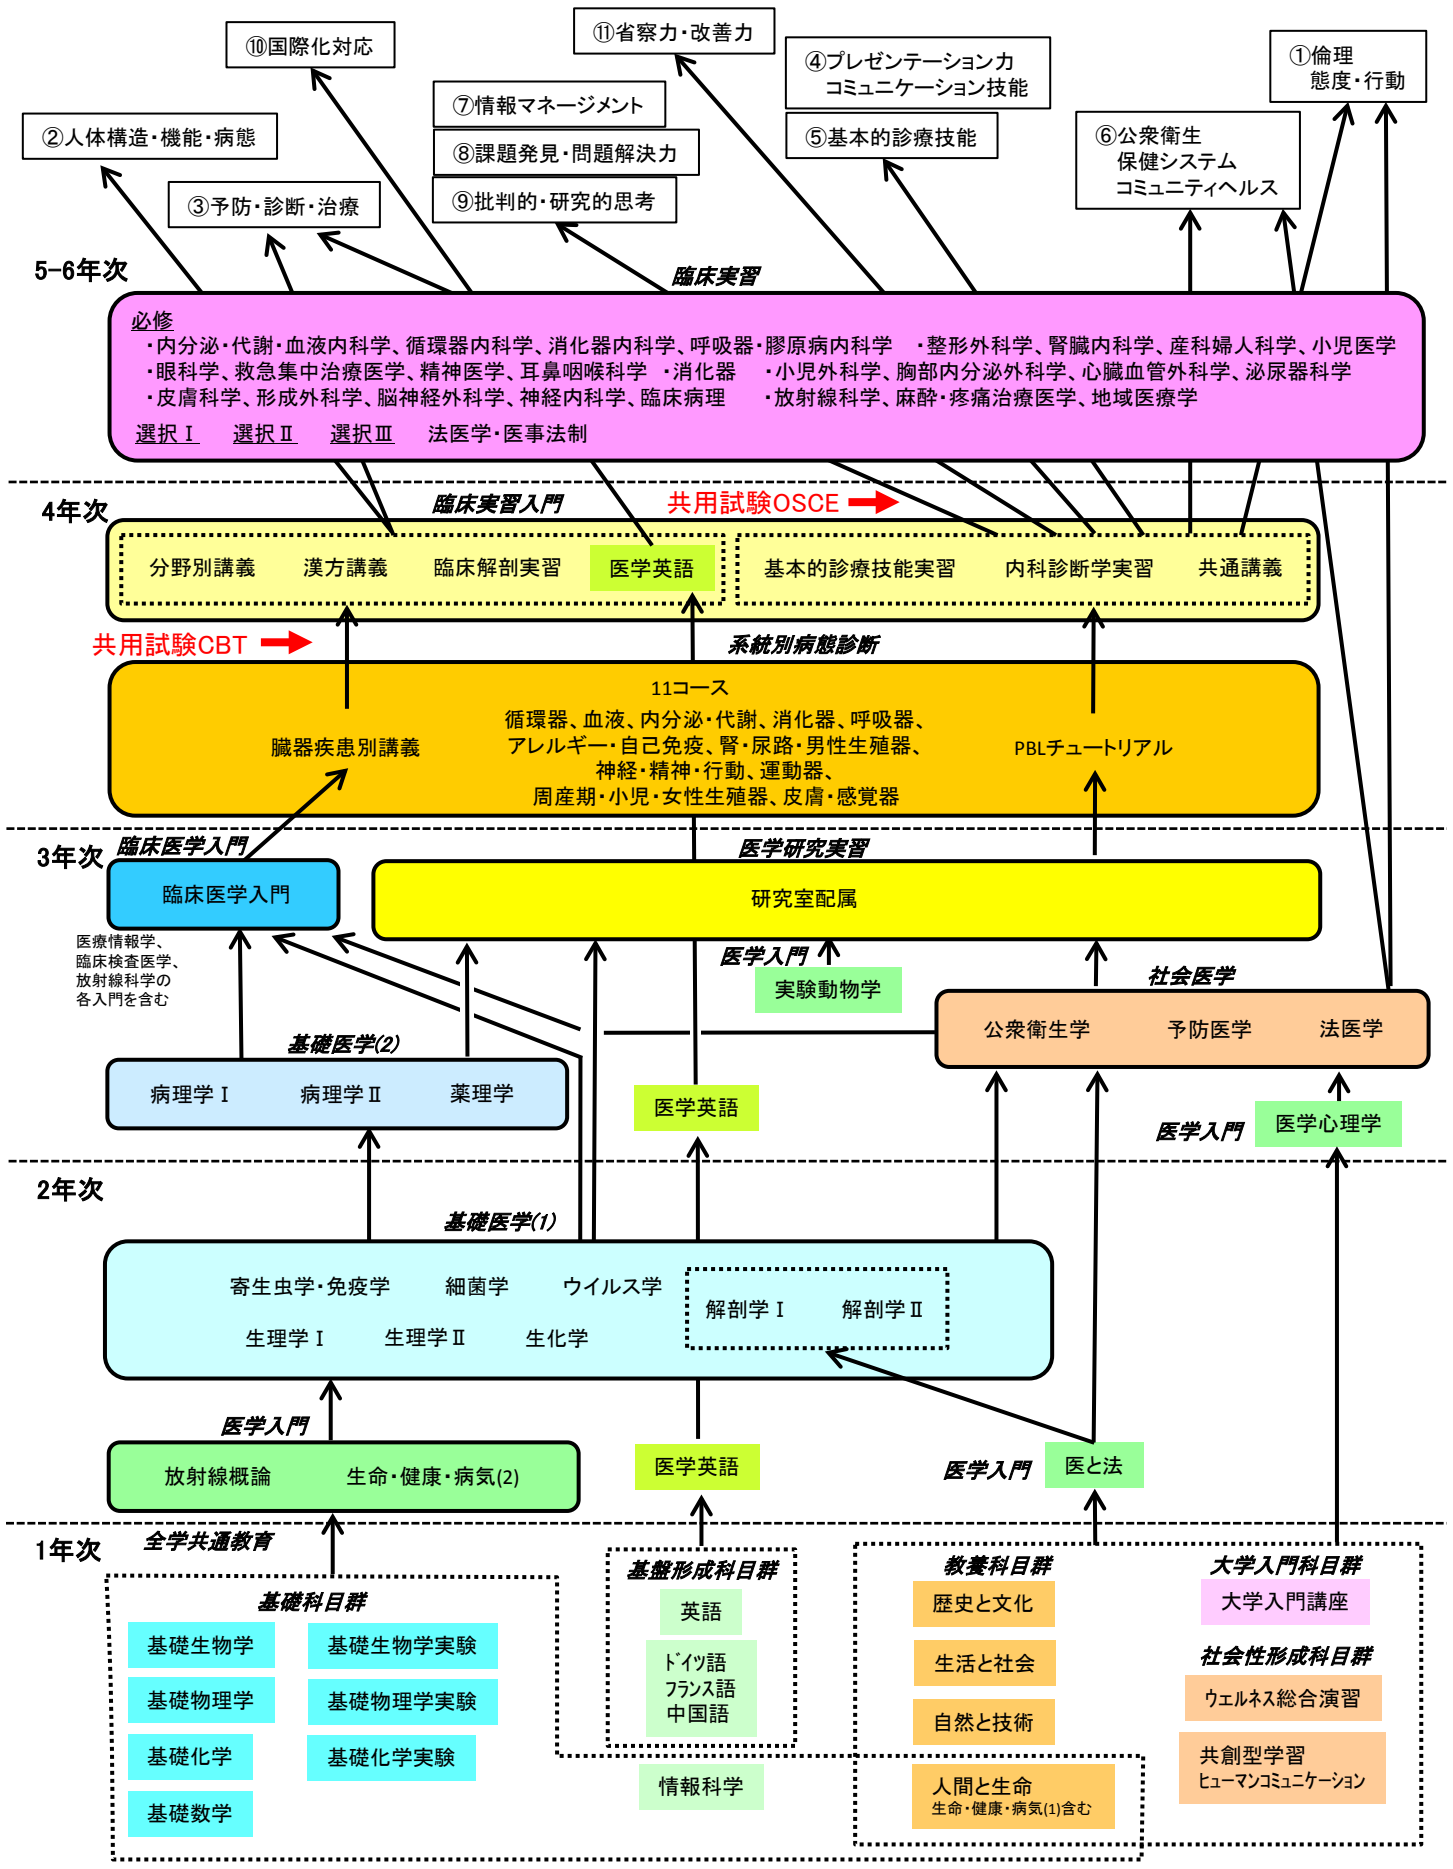 ⑩国際化対応
⑪省察力・改善力
④プレゼンテーション力
コミュニケーション技能
①倫理
態度・行動
⑦情報マネージメント
②人体構造・機能・病態
⑧課題発見・問題解決力
⑤基本的診療技能
⑥公衆衛生
保健システム
コミュニティヘルス
③予防・診断・治療
⑨批判的・研究的思考
5-6年次
臨床実習
必修
・内分泌・代謝・血液内科学、循環器内科学、消化器内科学、呼吸器・膠原病内科学　・整形外科学、腎臓内科学、産科婦人科学、小児医学
・眼科学、救急集中治療医学、精神医学、耳鼻咽喉科学　・消化器　・小児外科学、胸部内分泌外科学、心臓血管外科学、泌尿器科学
・皮膚科学、形成外科学、脳神経外科学、神経内科学、臨床病理　・放射線科学、麻酔・疼痛治療医学、地域医療学
選択Ⅰ　選択Ⅱ　選択Ⅲ　法医学・医事法制
4年次
臨床実習入門
共用試験OSCE
分野別講義　漢方講義　臨床解剖実習　医学英語　基本的診療技能実習　内科診断学実習　共通講義
共用試験CBT
系統別病態診断
11コース
循環器、血液、内分泌・代謝、消化器、呼吸器、
アレルギー・自己免疫、腎・尿路・男性生殖器、
神経・精神・行動、運動器、
周産期・小児・女性生殖器、皮膚・感覚器
臓器疾患別講義
PBLチュートリアル
3年次
臨床医学入門
医学研究実習
臨床医学入門
研究室配属
医療情報学、
臨床検査医学、
放射線科学の
各入門を含む
医学入門
実験動物学
社会医学
公衆衛生学　予防医学　法医学
基礎医学(2)
病理学Ⅰ　病理学Ⅱ　薬理学
医学英語
医学入門
医学心理学
2年次
基礎医学(1)
寄生虫学・免疫学　細菌学　ウイルス学
解剖学Ⅰ　解剖学Ⅱ
生理学Ⅰ　生理学Ⅱ　生化学
医学入門
放射線概論　生命・健康・病気(2)
医学英語
医学入門
医と法
1年次
全学共通教育
基礎科目群
基礎生物学　基礎生物学実験
基礎物理学　基礎物理学実験
基礎化学　基礎化学実験
基礎数学
基盤形成科目群
英語
ドイツ語
フランス語
中国語
情報科学
教養科目群
歴史と文化
生活と社会
自然と技術
人間と生命
生命・健康・病気(1)含む
大学入門科目群
大学入門講座
社会性形成科目群
ウェルネス総合演習
共創型学習
ヒューマンコミュニケーション